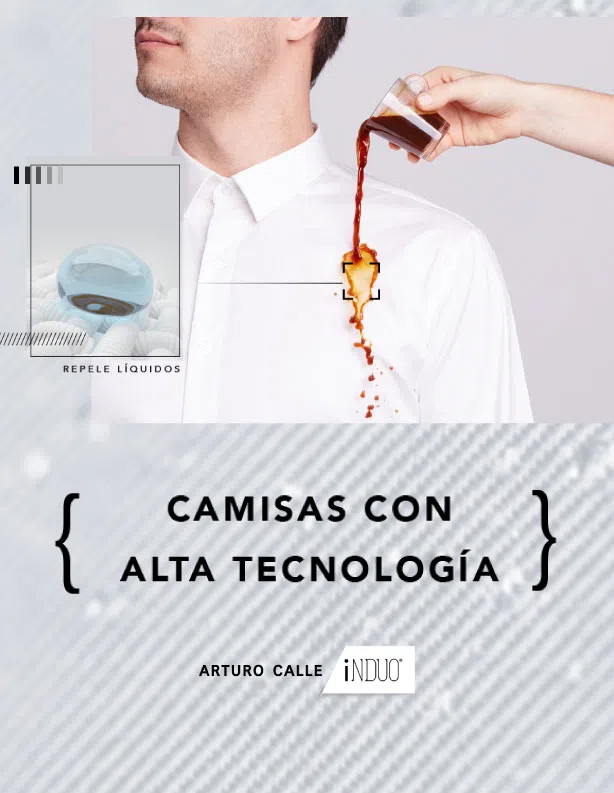 REPELE LÍQUIDOS
{ CAMISAS CON
ALTA TECNOLOGÍA }
ARTURO CALLE iNDUO®